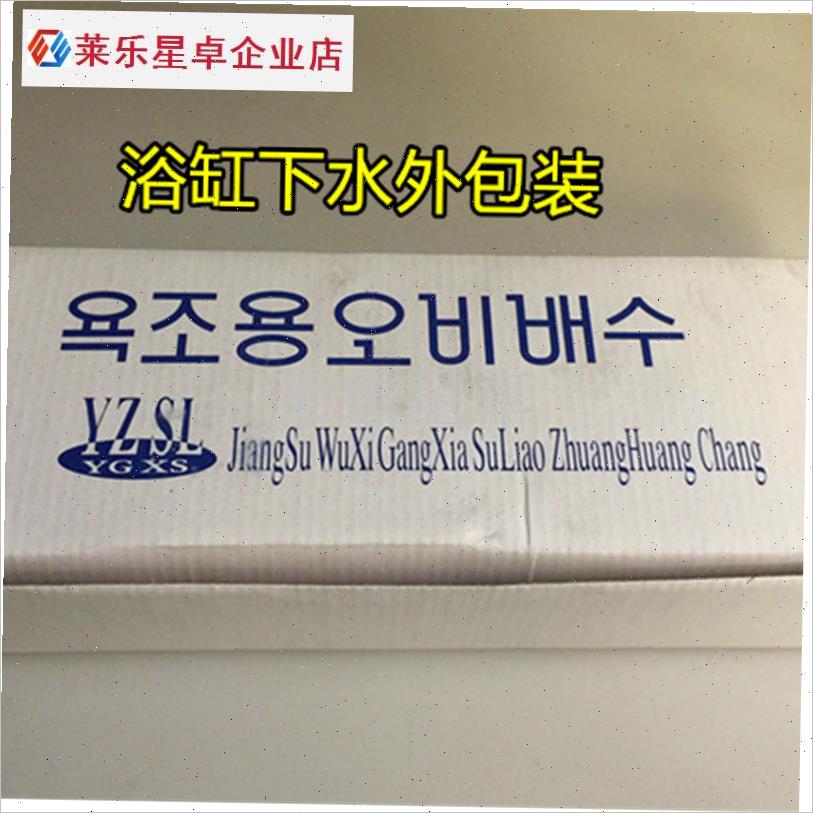 莱乐星卓企业店
浴缸下水外包装
욕조용오비배수
YZSL
YGXS
JiangSu WuXi GangXia SuLiao ZhuangHuang Chang